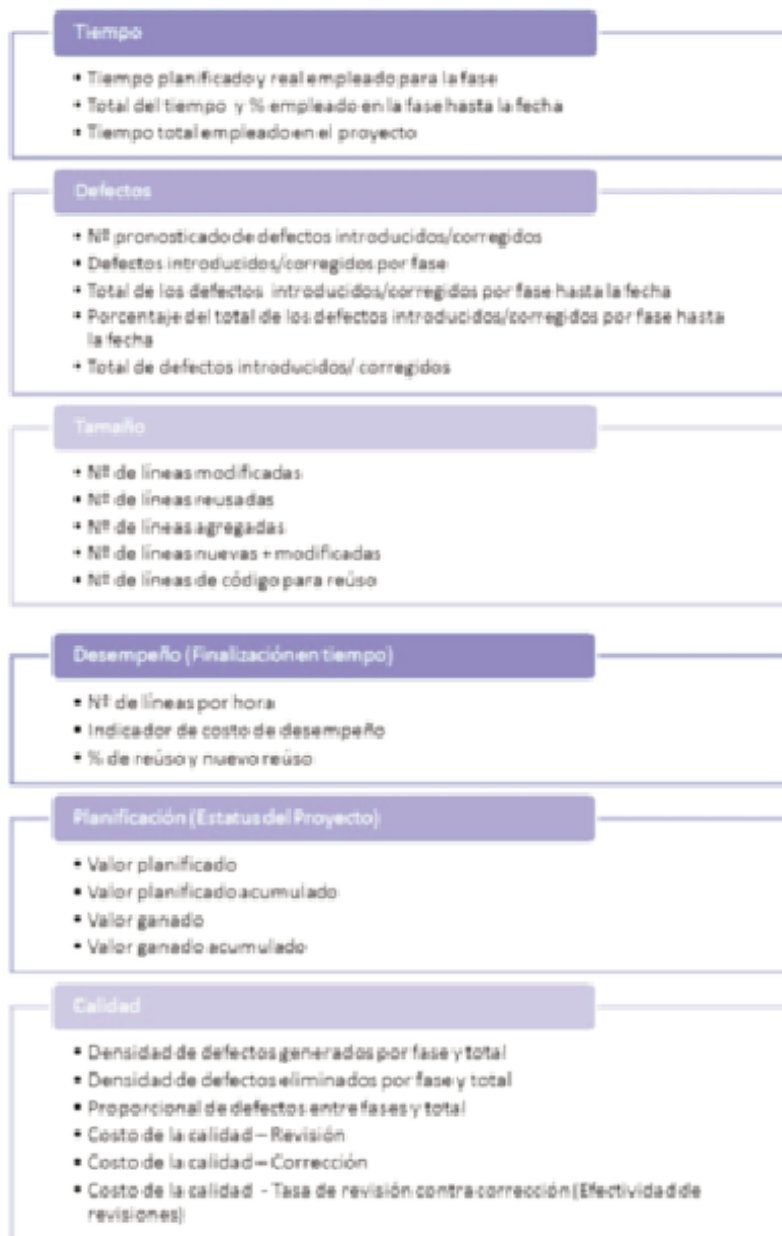 Tiempo
• Tiempo planificado y real empleado para la fase
• Total del tiempo y % empleado en la fase hasta la fecha
• Tiempo total empleado en el proyecto
Defectos
• Nº pronosticado de defectos introducidos/corregidos
• Defectos introducidos/corregidos por fase
• Total de los defectos introducidos/corregidos por fase hasta la fecha
• Porcentaje del total de los defectos introducidos/corregidos por fase hasta
la fecha
• Total de defectos introducidos/ corregidos
Tamaño
• Nº de líneas modificadas
• Nº de líneas reusadas
• Nº de líneas agregadas
• Nº de líneas nuevas + modificadas
• Nº de líneas de código para reúso
Desempeño (Finalización en tiempo)
• Nº de líneas por hora
• Indicador de costo de desempeño
• % de reúso y nuevo reúso
Planificación (Estatus del Proyecto)
• Valor planificado
• Valor planificado acumulado
• Valor ganado
• Valor ganado acumulado
Calidad
• Densidad de defectos generados por fase y total
• Densidad de defectos eliminados por fase y total
• Proporcional de defectos entre fases y total
• Costo de la calidad – Revisión
• Costo de la calidad – Corrección
• Costo de la calidad - Tasa de revisión contra corrección (Efectividad de
revisiones)